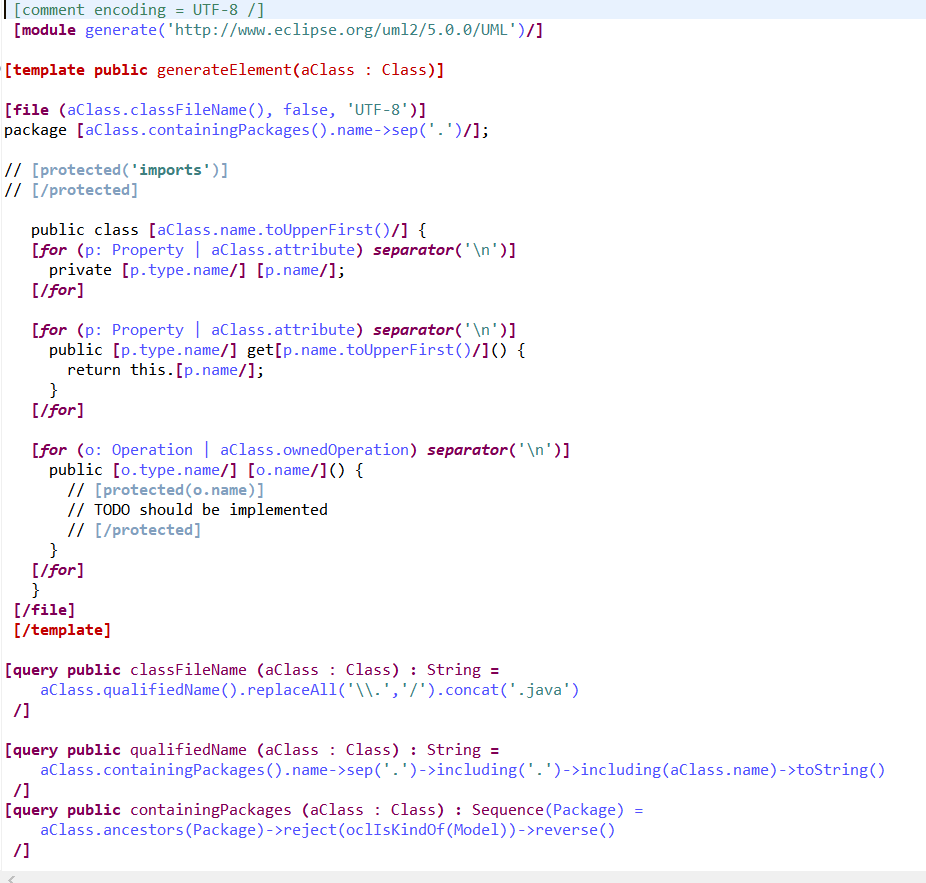 [comment encoding = UTF-8 /]
[module generate('http://www.eclipse.org/uml2/5.0.0/UML')/]

[template public generateElement(aClass : Class)]

[file (aClass.classFileName(), false, 'UTF-8')]
package [aClass.containingPackages().name->sep('.')/];

// [protected('imports')]
// [/protected]

   public class [aClass.name.toUpperFirst()/] {
   [for (p: Property | aClass.attribute) separator('\n')]
     private [p.type.name/] [p.name/];
   [/for]

   [for (p: Property | aClass.attribute) separator('\n')]
     public [p.type.name/] get[p.name.toUpperFirst()/]() {
       return this.[p.name/];
     }
   [/for]

   [for (o: Operation | aClass.ownedOperation) separator('\n')]
     public [o.type.name/] [o.name/]() {
       // [protected(o.name)]
       // TODO should be implemented
       // [/protected]
     }
   [/for]
   }
 [/file]
 [/template]

[query public classFileName (aClass : Class) : String =
    aClass.qualifiedName().replaceAll('\\.','/').concat('.java')
 /]

[query public qualifiedName (aClass : Class) : String =
    aClass.containingPackages().name->sep('.')->including('.')->including(aClass.name)->toString()
 /]
[query public containingPackages (aClass : Class) : Sequence(Package) =
    aClass.ancestors(Package)->reject(oclIsKindOf(Model))->reverse()
 /]